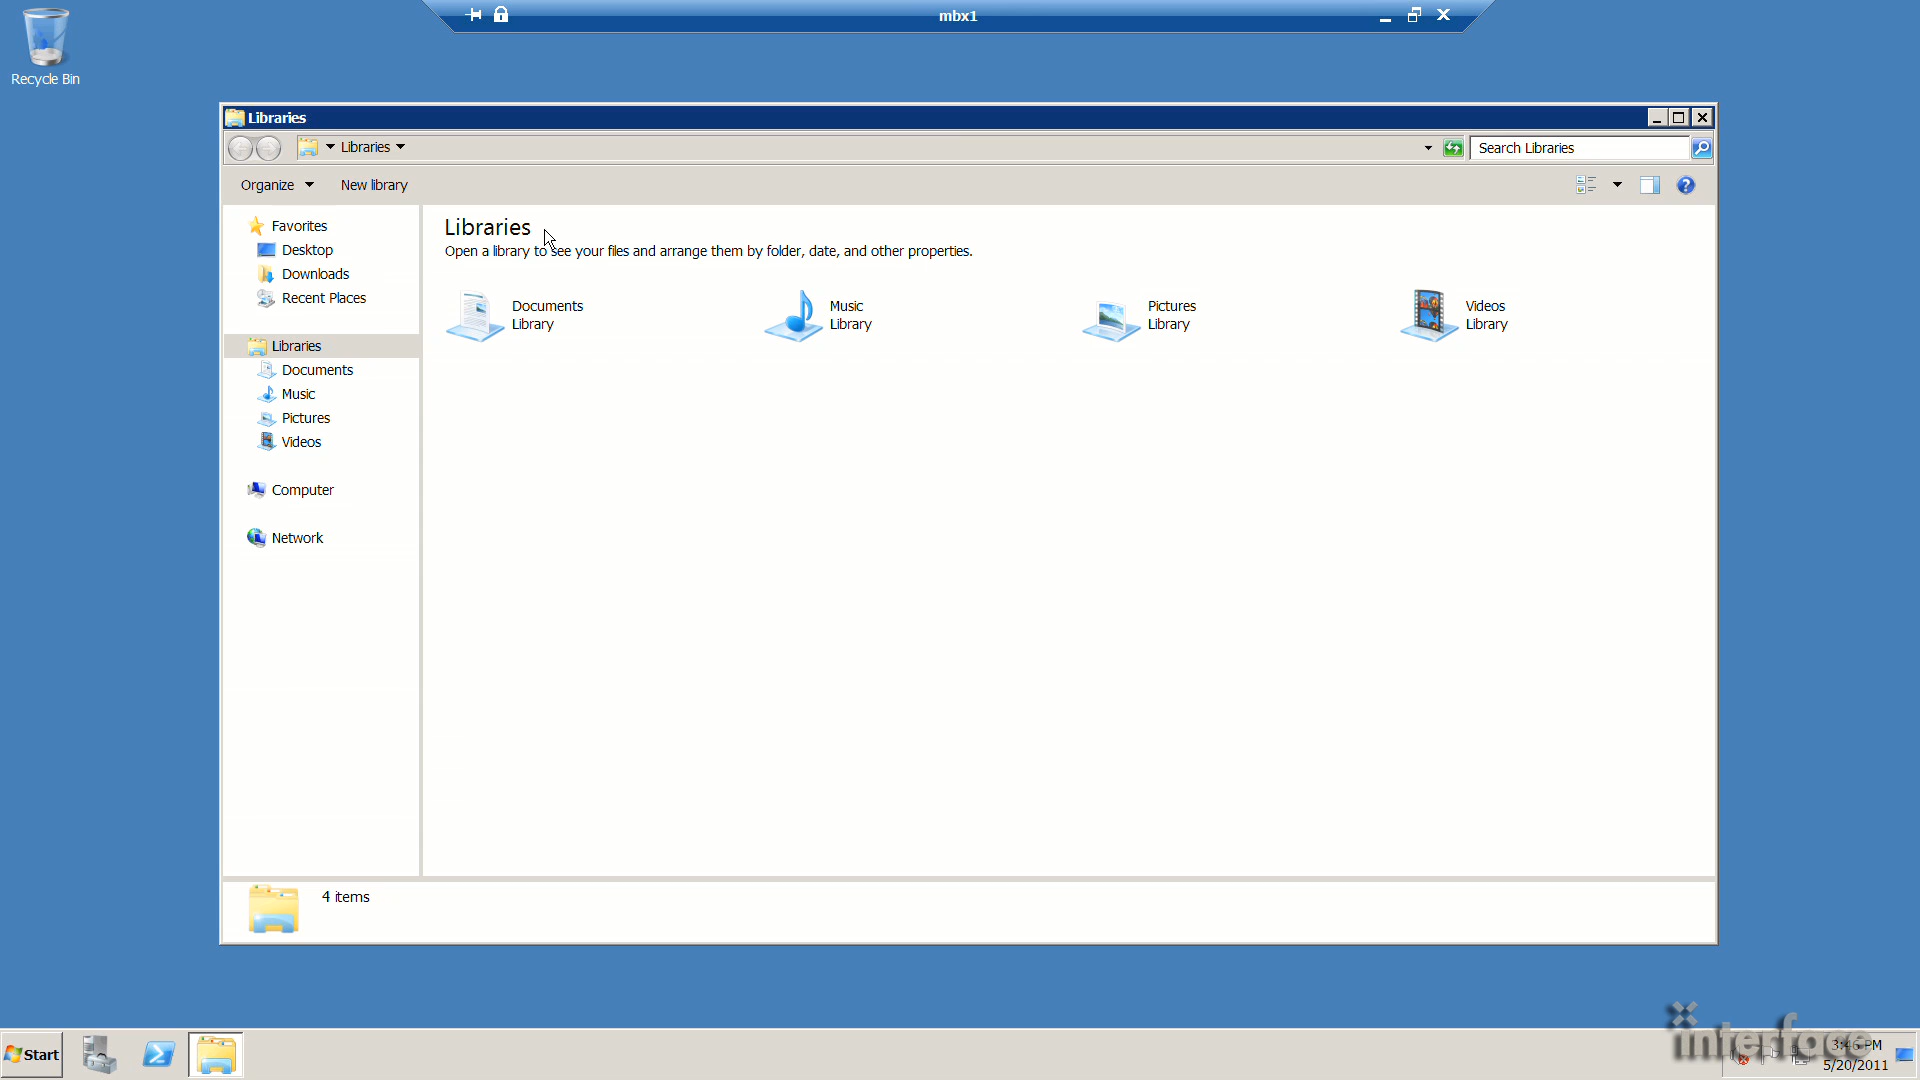 mbx1
Recycle Bin
Libraries
Libraries
Search Libraries
Organize
New library
Favorites
Desktop
Downloads
Recent Places
Libraries
Documents
Music
Pictures
Videos
Computer
Network
Libraries
Open a library to see your files and arrange them by folder, date, and other properties.
Documents
Library
Music
Library
Pictures
Library
Videos
Library
4 items
Start
interface
3:46 PM
5/20/2011